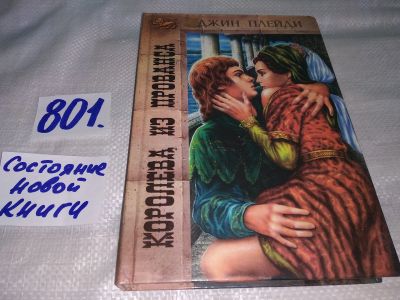 801.
Состояние
новой
книги
ДЖИН ПЛЕЙДИ
КОРОЛЕВА ИЗ ПРОВАНСА